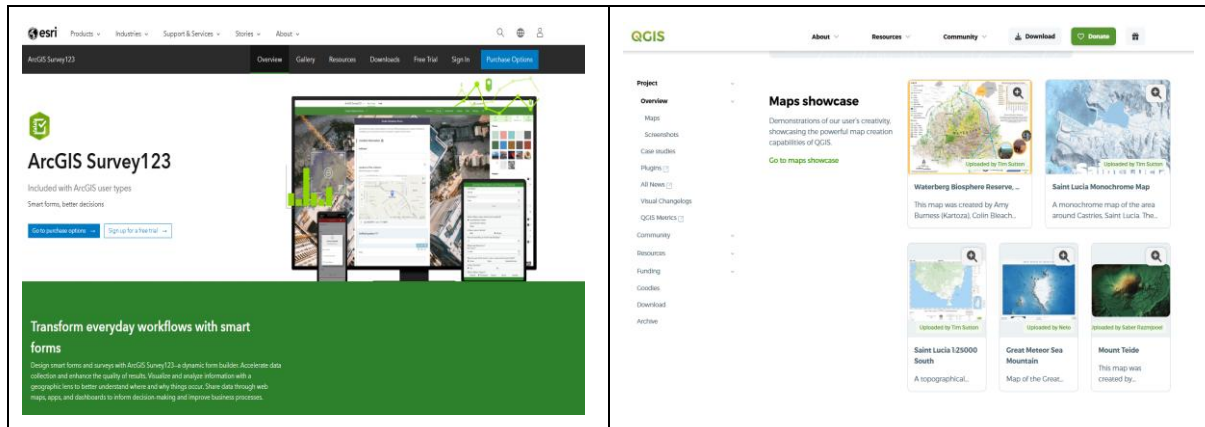 esri
Products Industries Support & Services Stories About
ArcGIS Survey123
Overview Gallery Resources Downloads Free Trial Sign In Purchase Options
ArcGIS Survey123
Included with ArcGIS user types
Smart forms, better decisions
Go to purchase options → Sign up for a free trial →
Transform everyday workflows with smart
forms
Design smart forms and surveys with ArcGIS Survey123–a dynamic form builder. Accelerate data
collection and enhance the quality of results. Visualize and analyze information with a
geographic lens to better understand where and why things occur. Share data through web
maps, apps, and dashboards to inform decision-making and improve business processes.
QGIS
About Resources Community Download Donate
Project
Overview
Maps
Screenshots
Case studies
Plugins
All News
Visual Changelogs
QGIS Metrics
Community
Resources
Funding
Goodies
Download
Archive
Maps showcase
Demonstrations of our user's creativity,
showcasing the powerful map creation
capabilities of QGIS.
Go to maps showcase
Uploaded by Tim Sutton
Waterberg Biosphere Reserve, ...
This map was created by Amy
Burness (Kartoza), Colin Bleach...
Uploaded by Tim Sutton
Saint Lucia Monochrome Map
A monochrome map of the area
around Castries, Saint Lucia. The...
Uploaded by Tim Sutton
Saint Lucia 1:25000
South
A topographical...
Uploaded by Neto
Great Meteor Sea
Mountain
Map of the Great...
Uploaded by Saber
Mount Teide
This map was
created by...